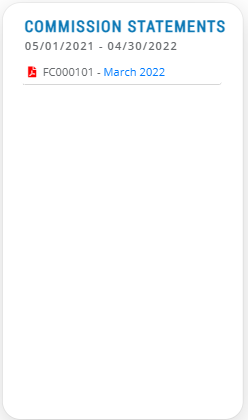 COMMISSION STATEMENTS
05/01/2021 - 04/30/2022
FC000101 - March 2022